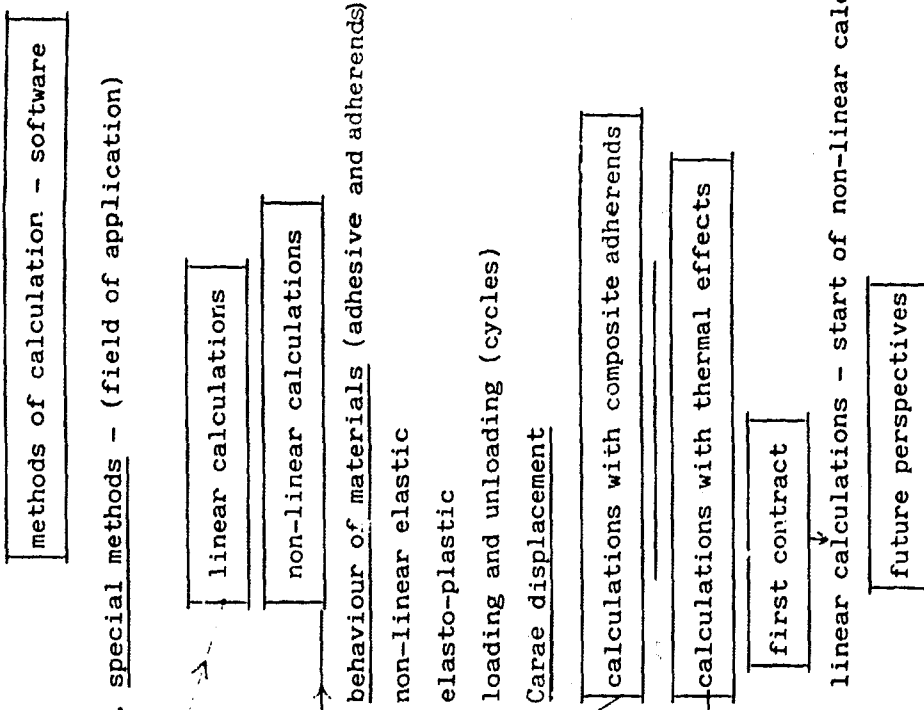 methods of calculation - software
. special methods - (field of application)
linear calculations
non-linear calculations
behaviour of materials (adhesive and adherends)
non-linear elastic
elasto-plastic
loading and unloading (cycles)
Carae displacement
calculations with composite adherends
calculations with thermal effects
first contract
linear calculations - start of non-linear calc
future perspectives